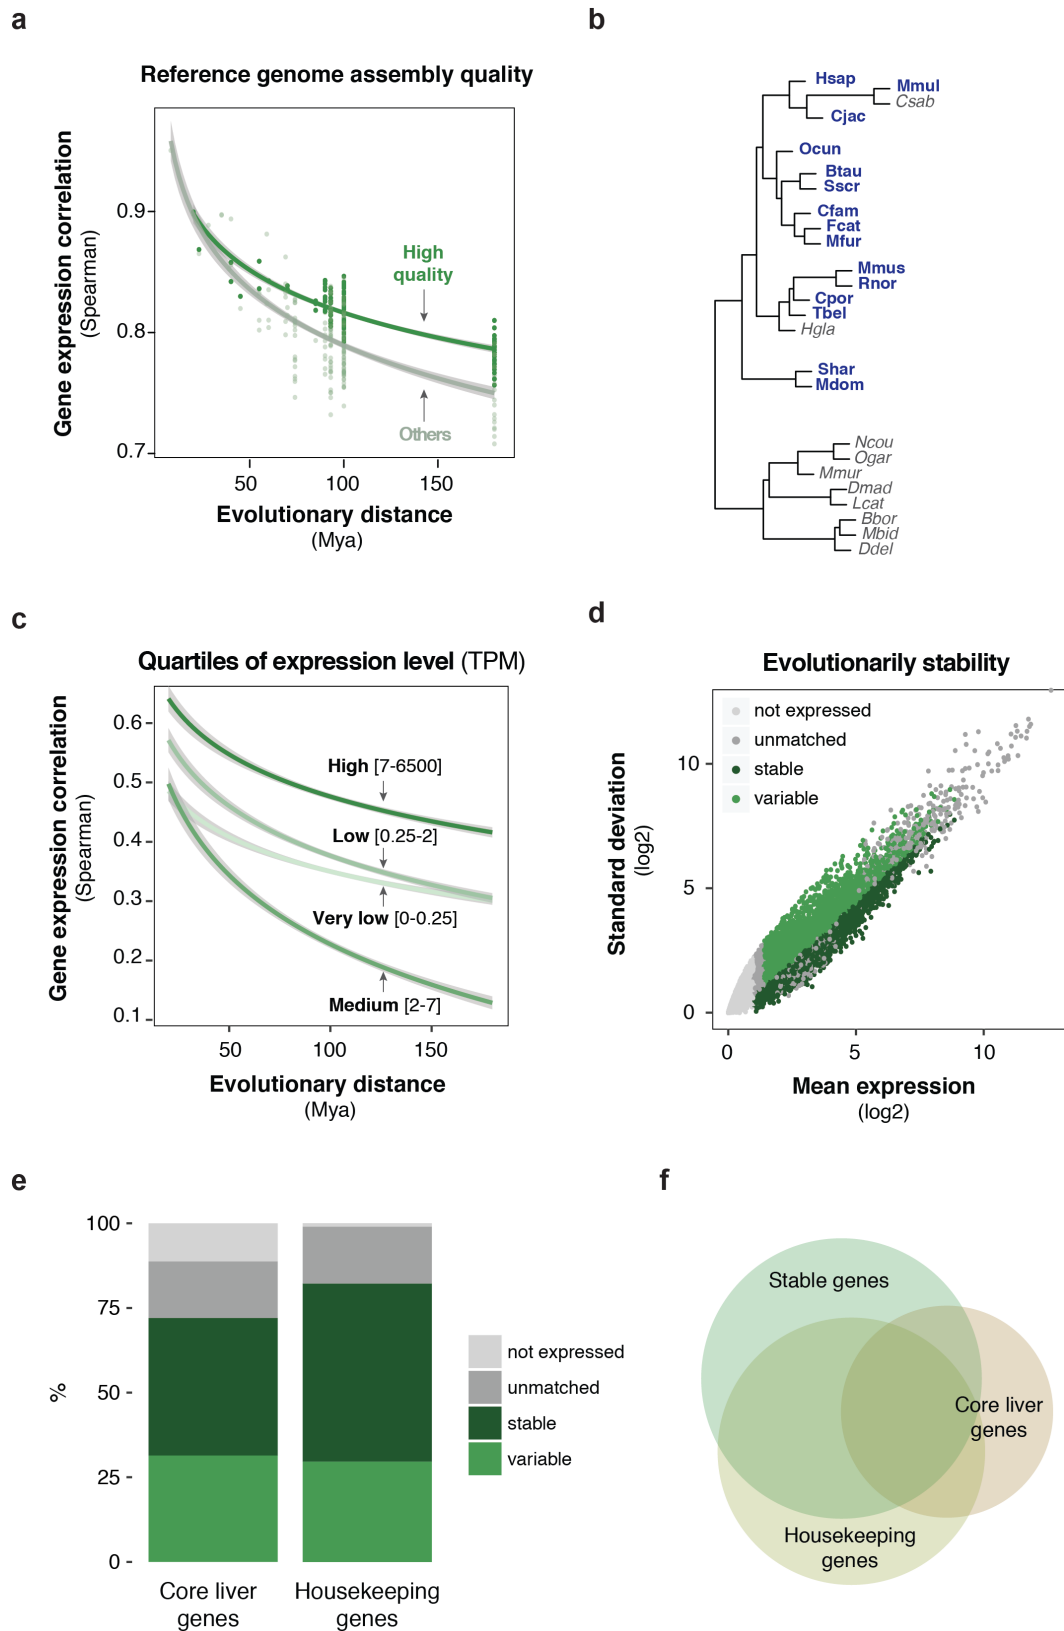 a
Reference genome assembly quality
Gene expression correlation
(Spearman)
0.9
0.8
0.7
High
quality
Others
50
100
150
Evolutionary distance
(Mya)
b
Hsap
Mmul
Csab
Cjac
Ocun
Btau
Sscr
Cfam
Fcat
Mfur
Mmus
Rnor
Cpor
Tbel
Hgla
Shar
Mdom
Ncou
Ogar
Mmur
Dmad
Lcat
Bbor
Mbid
Ddel
c
Quartiles of expression level (TPM)
Gene expression correlation
(Spearman)
0.6
0.5
0.4
0.3
0.2
0.1
High [7-6500]
Low [0.25-2]
Very low [0-0.25]
Medium [2-7]
50
100
150
Evolutionary distance
(Mya)
d
Evolutionarily stability
not expressed
unmatched
stable
variable
Standard deviation
(log2)
10
5
0
0
5
10
Mean expression
(log2)
e
%
100
75
50
25
0
not expressed
unmatched
stable
variable
Core liver
genes
Housekeeping
genes
f
Stable genes
Core liver
genes
Housekeeping
genes